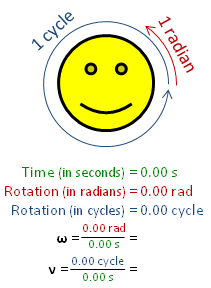 1 cycle
1 radian
Time (in seconds) = 0.00 s
Rotation (in radians) = 0.00 rad
Rotation (in cycles) = 0.00 cycle
ω = 0.00 rad / 0.00 s =
ν = 0.00 cycle / 0.00 s =